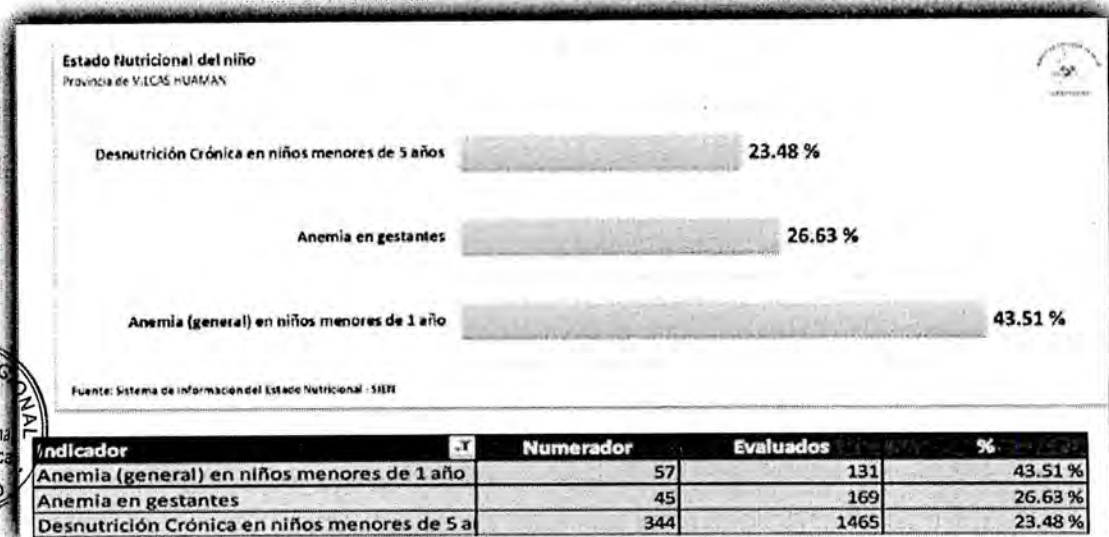 Estado Nutricional del niño
Provincia de VILCAS HUAMAN
Desnutrición Crónica en niños menores de 5 años 23.48 %
Anemia en gestantes 26.63 %
Anemia (general) en niños menores de 1 año 43.51 %
Fuente: Sistema de Información del Estado Nutricional - SIEN
GIONAL
Indicador Numerador Evaluados %
Anemia (general) en niños menores de 1 año 57 131 43.51 %
Anemia en gestantes 45 169 26.63 %
Desnutrición Crónica en niños menores de 5 a 344 1465 23.48 %